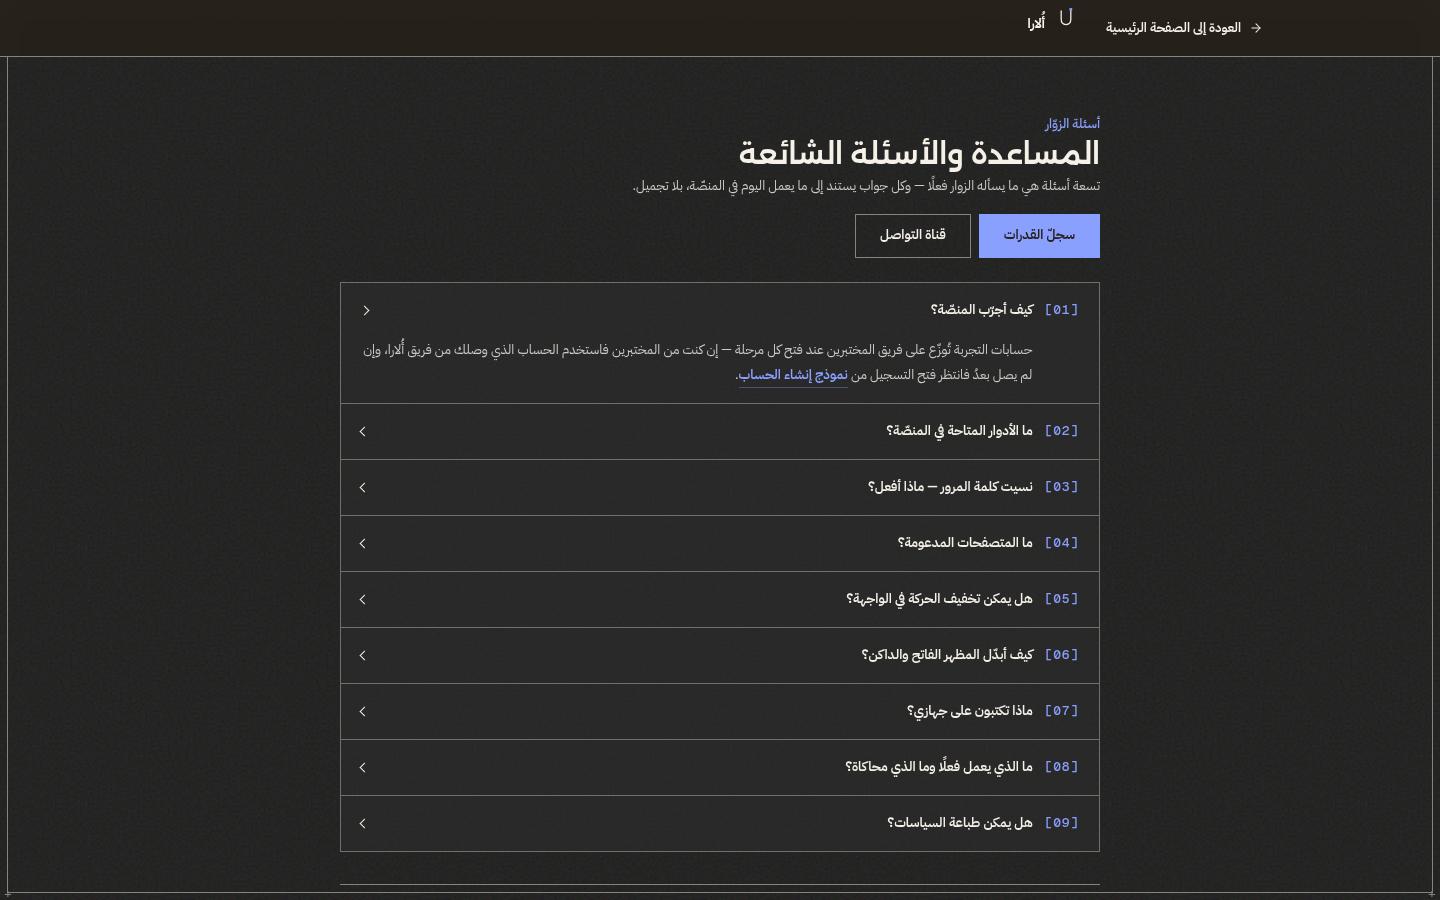 العودة إلى الصفحة الرئيسية
أُلارا
أسئلة الزوّار
المساعدة والأسئلة الشائعة
تسعة أسئلة هي ما يسأله الزوار فعلًا — وكل جواب يستند إلى ما يعمل اليوم في المنصّة، بلا تجميل.
سجلّ القدرات
قناة التواصل
[01] كيف أجرّب المنصّة؟
حسابات التجربة تُوزَّع على فريق المختبرين عند فتح كل مرحلة — إن كنت من المختبرين فاستخدم الحساب الذي وصلك من فريق أُلارا، وإن
لم يصل بعدُ فانتظر فتح التسجيل من نموذج إنشاء الحساب.
[02] ما الأدوار المتاحة في المنصّة؟
[03] نسيت كلمة المرور — ماذا أفعل؟
[04] ما المتصفحات المدعومة؟
[05] هل يمكن تخفيف الحركة في الواجهة؟
[06] كيف أبدّل المظهر الفاتح والداكن؟
[07] ماذا تكتبون على جهازي؟
[08] ما الذي يعمل فعلًا وما الذي محاكاة؟
[09] هل يمكن طباعة السياسات؟